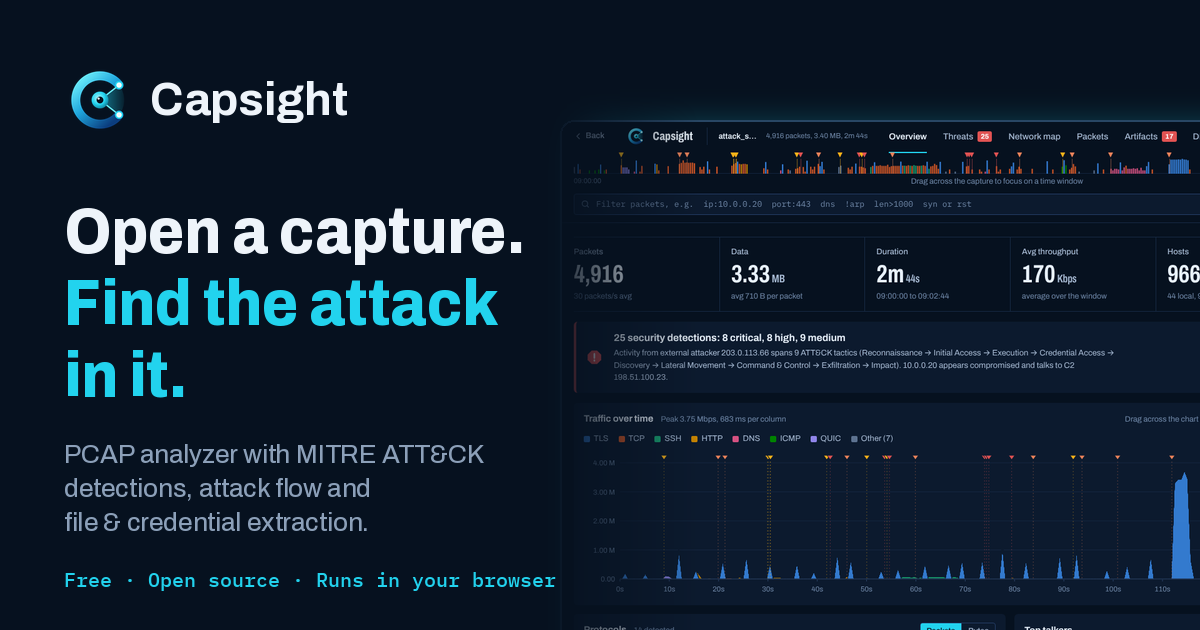 Capsight
Open a capture.
Find the attack
in it.
PCAP analyzer with MITRE ATT&CK
detections, attack flow and
file & credential extraction.
Free · Open source · Runs in your browser
Back
Capsight
attack_s...
4,916 packets, 3.40 MB, 2m 44s
Overview
Threats 25
Network map
Packets
Artifacts 17
09:00:00
Drag across the capture to focus on a time window
Filter packets, e.g. ip:10.0.0.20 port:443 dns !arp len>1000 syn or rst
Packets
4,916
30 packets/s avg
Data
3.33 MB
avg 710 B per packet
Duration
2m 44s
09:00:00 to 09:02:44
Avg throughput
170 Kbps
average over the window
Hosts
966
44 local,
25 security detections: 8 critical, 8 high, 9 medium
Activity from external attacker 203.0.113.66 spans 9 ATT&CK tactics (Reconnaissance → Initial Access → Execution → Credential Access →
Discovery → Lateral Movement → Command & Control → Exfiltration → Impact). 10.0.0.20 appears compromised and talks to C2
198.51.100.23.
Traffic over time Peak 3.75 Mbps, 683 ms per column
Drag across the chart
TLS TCP SSH HTTP DNS ICMP QUIC Other (7)
4.00 M
3.00 M
2.00 M
1.00 M
0.00
0s 10s 20s 30s 40s 50s 60s 70s 80s 90s 100s 110s
Protocols
Packets Bytes
Top talkers